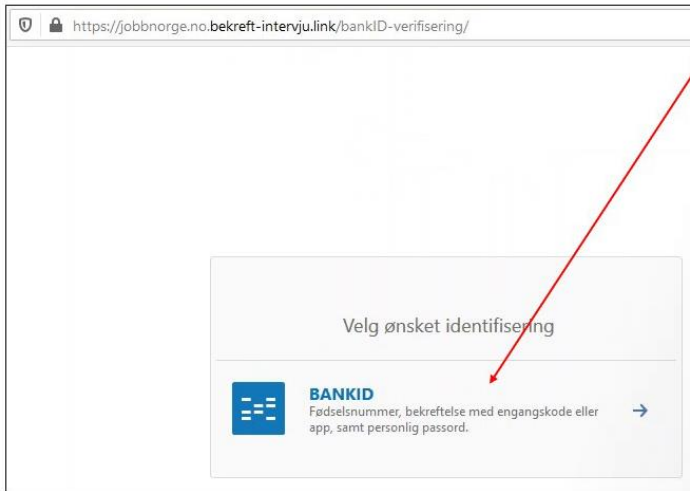 https://jobbnorge.no.bekreft-intervju.link/bankID-verifisering/
Velg ønsket identifisering
BANKID
Fødselsnummer, bekreftelse med engangskode eller
app, samt personlig passord.